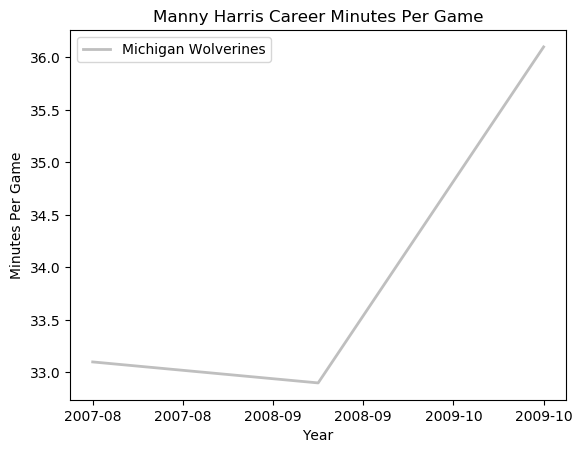 Manny Harris Career Minutes Per Game
Michigan Wolverines
36.0
35.5
35.0
34.5
34.0
33.5
33.0
Minutes Per Game
2007-08 2007-08 2008-09 2008-09 2009-10 2009-10
Year